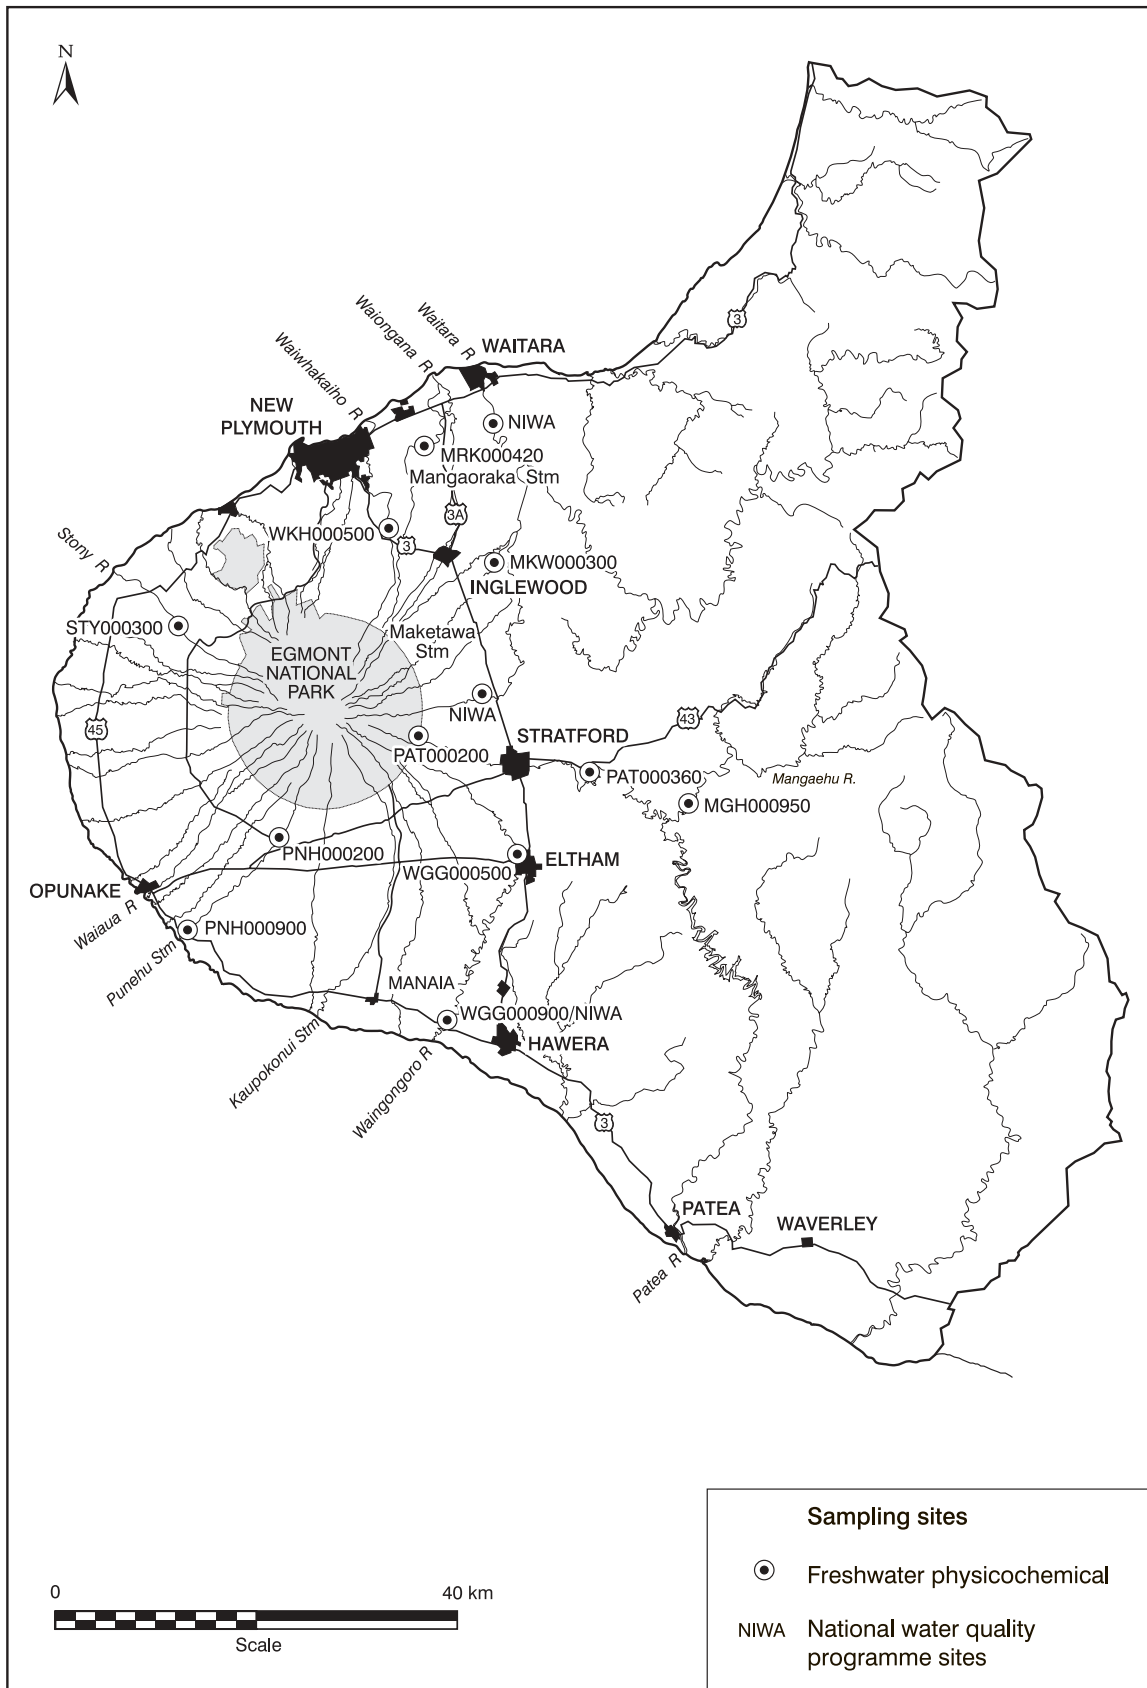 N
3
Waiongana R
Waitara R
WAITARA
Waiwhakaiho R
NEW
PLYMOUTH
NIWA
MRK000420
Mangaoraka Stm
3A
WKH000500
3
MKW000300
INGLEWOOD
Stony R
STY000300
Maketawa
Stm
EGMONT
NATIONAL
PARK
NIWA
45
43
STRATFORD
PAT000200
PAT000360
Mangaehu R.
MGH000950
PNH000200
ELTHAM
WGG000500
OPUNAKE
Waiaua R
PNH000900
Punehu Stm
MANAIA
WGG000900/NIWA
HAWERA
Kaupokonui Stm
Waingongoro R
3
PATEA
WAVERLEY
Patea R
Sampling sites
Freshwater physicochemical
NIWA National water quality
programme sites
0 40 km
Scale